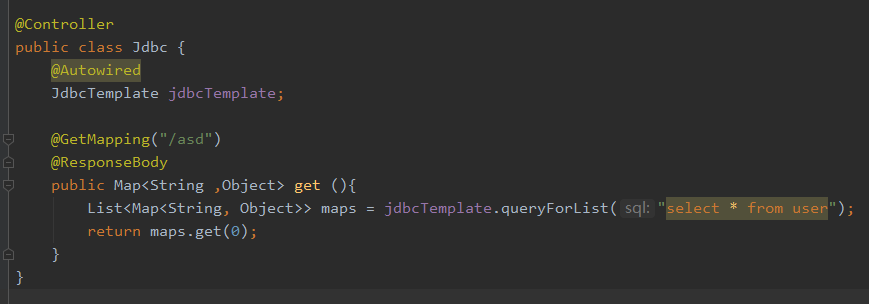 @Controller
public class Jdbc {
    @Autowired
    JdbcTemplate jdbcTemplate;

    @GetMapping("/asd")
    @ResponseBody
    public Map<String ,Object> get (){
        List<Map<String, Object>> maps = jdbcTemplate.queryForList( sql: "select * from user");
        return maps.get(0);
    }
}